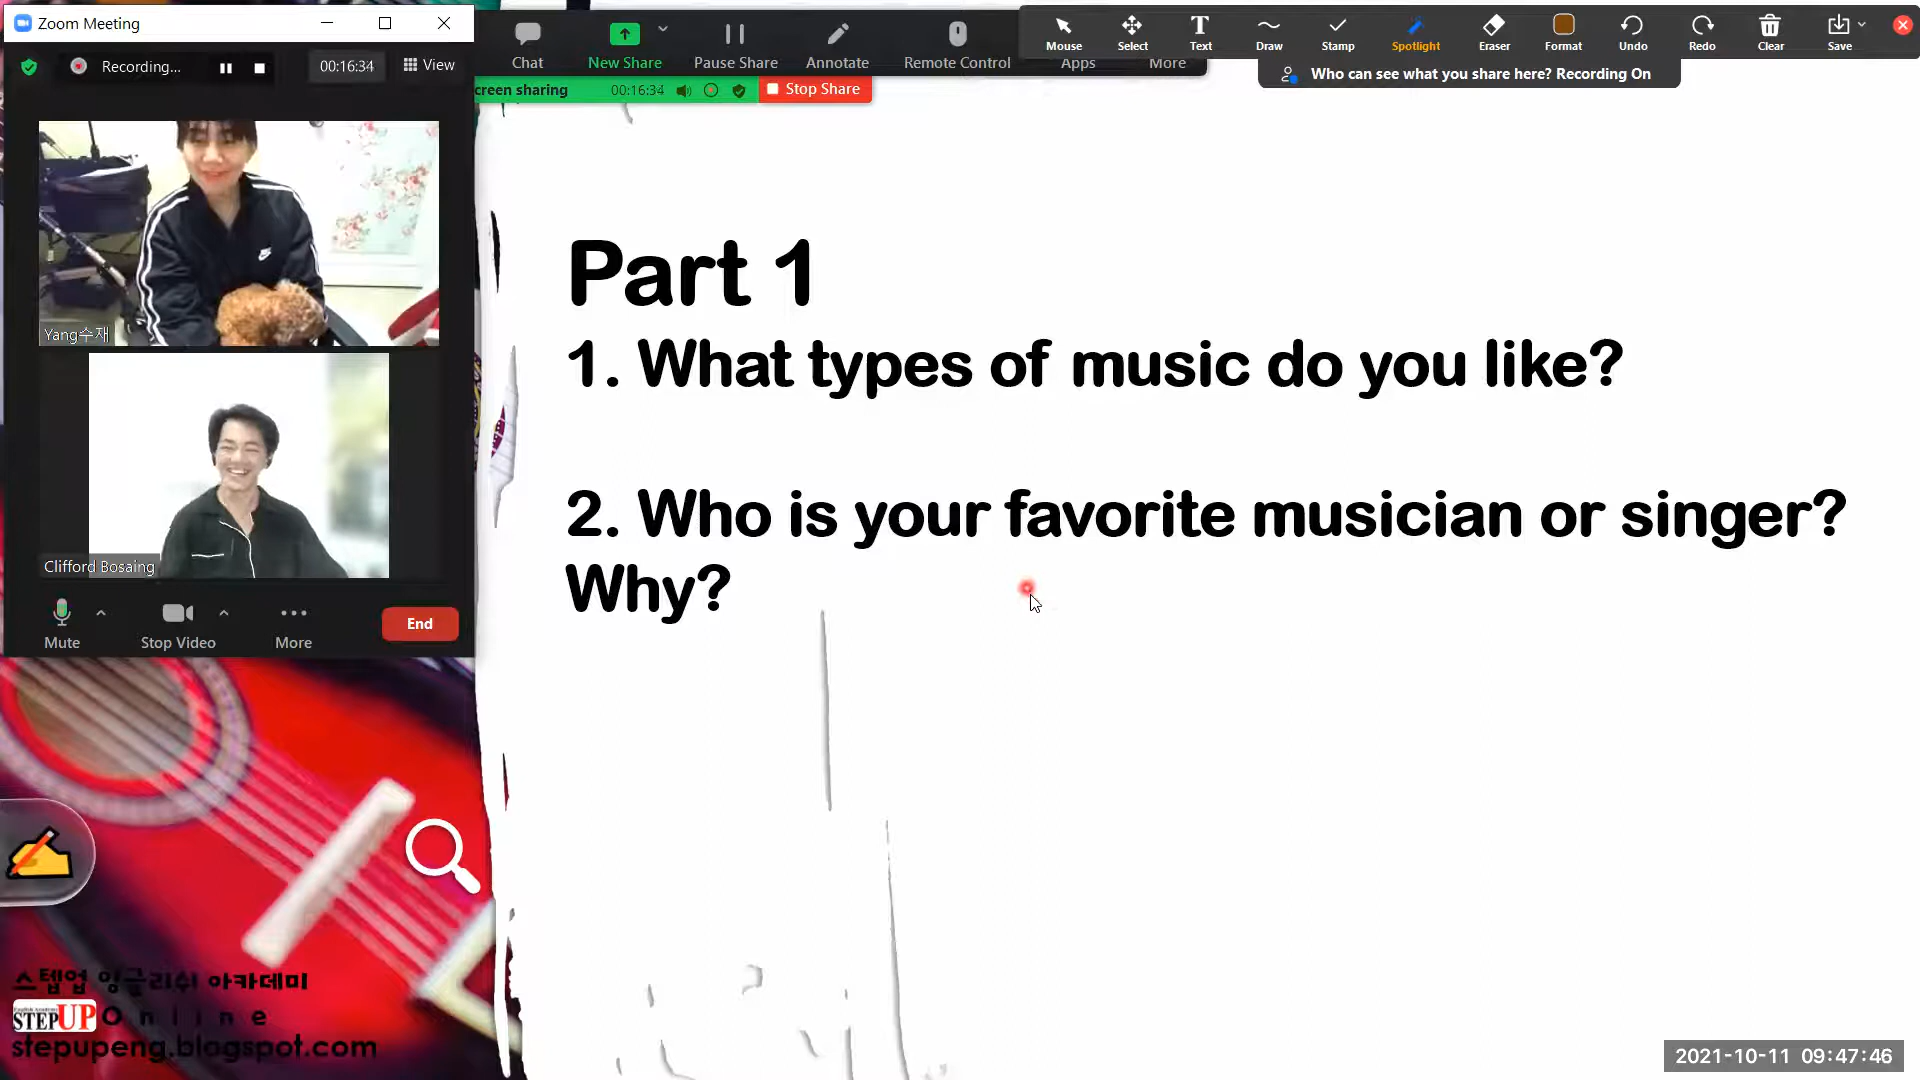 Zoom Meeting
Recording...
00:16:34
View
Chat
New Share
Pause Share
Annotate
Remote Control
Apps
More
Mouse
Select
Text
Draw
Stamp
Spotlight
Eraser
Format
Undo
Redo
Clear
Save
Who can see what you share here? Recording On
creen sharing
00:16:34
Stop Share
Yang수재
Clifford Bosaing
Mute
Stop Video
More
End
Part 1
1. What types of music do you like?
2. Who is your favorite musician or singer?
Why?
스텝업 잉글리쉬 아카데미
STEPUP Online
stepupeng.blogspot.com
2021-10-11 09:47:46